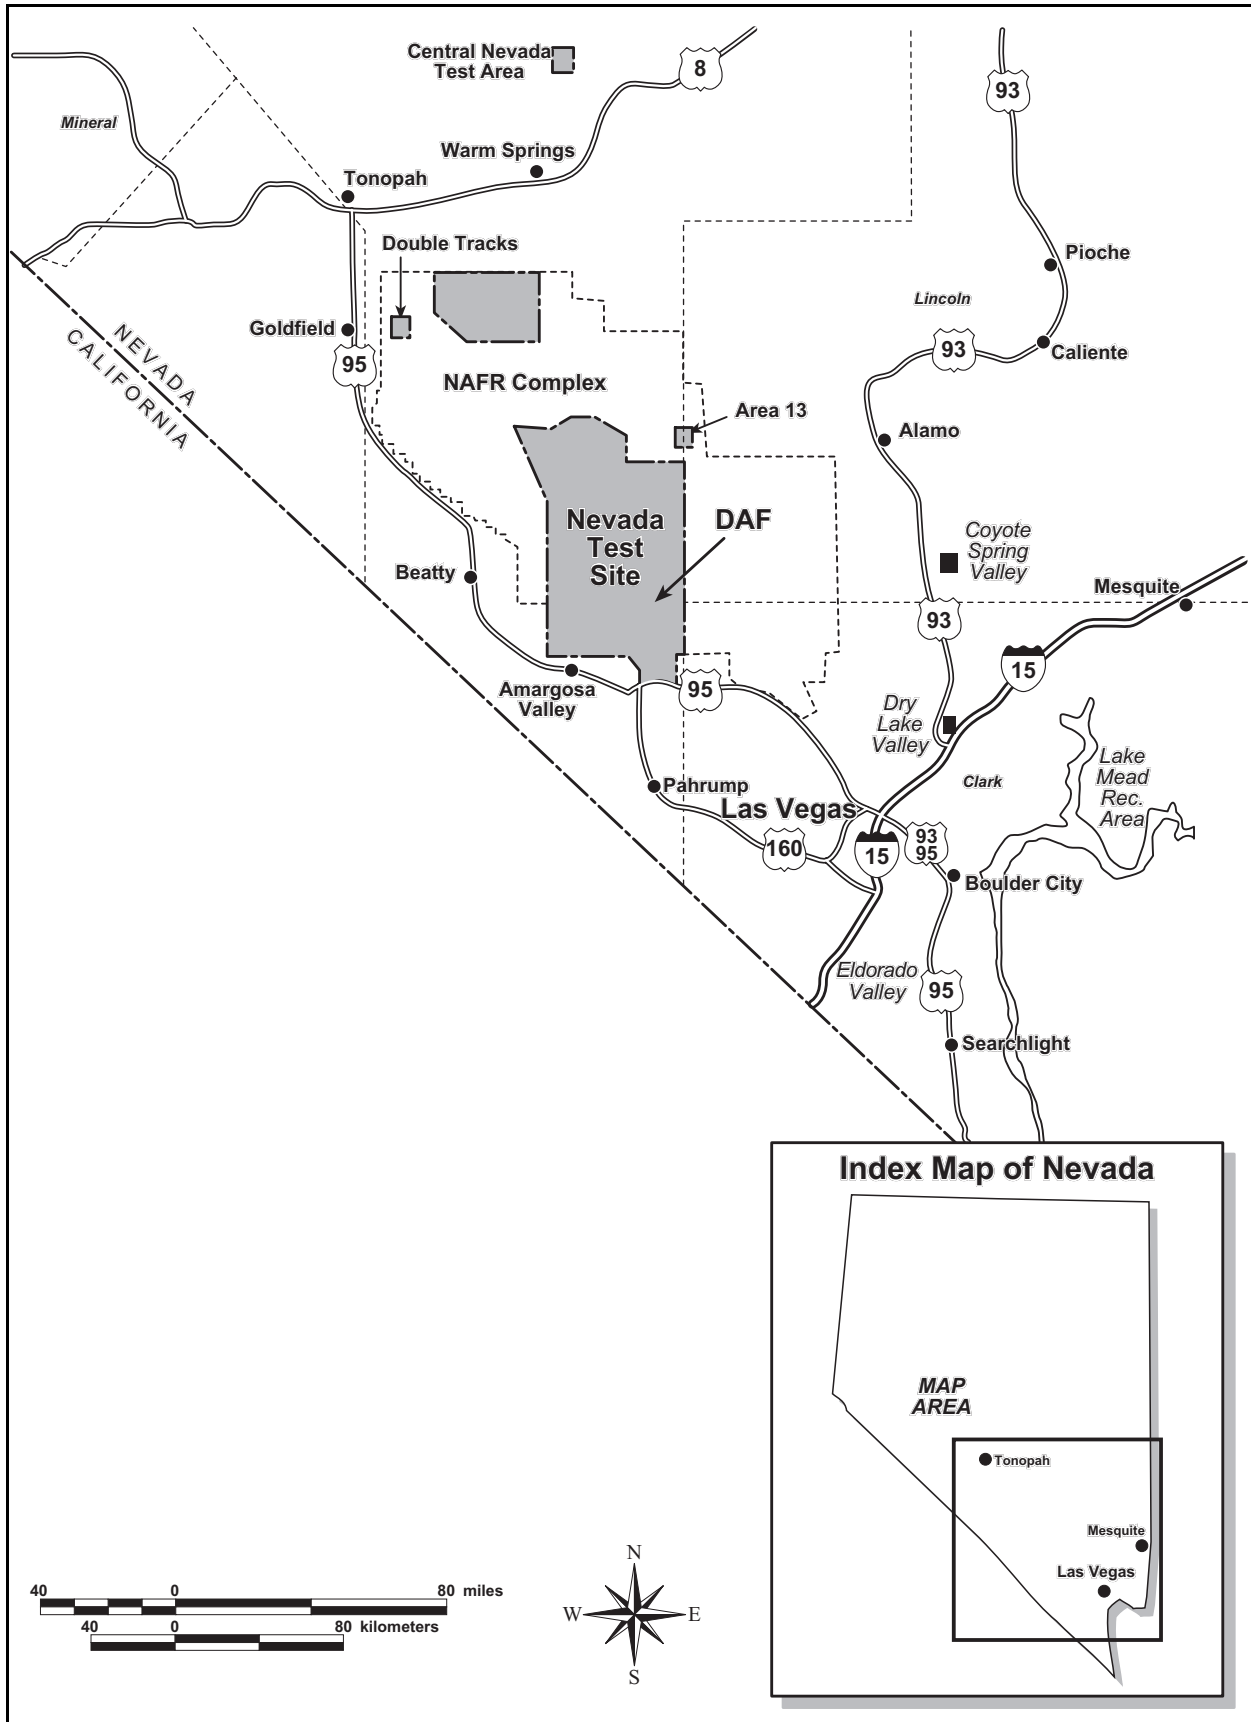 Central Nevada
Test Area
8
93
Mineral
Warm Springs
Tonopah
Double Tracks
Pioche
Lincoln
Goldfield
NEVADA
CALIFORNIA
95
93
Caliente
NAFR Complex
Area 13
Alamo
Nevada
Test
Site
DAF
Coyote
Spring
Valley
Beatty
Mesquite
93
15
Amargosa
Valley
95
Dry
Lake
Valley
Lake
Mead
Rec.
Area
Clark
Pahrump
Las Vegas
160
15
93
95
Boulder City
Eldorado
Valley
95
Searchlight
Index Map of Nevada
MAP
AREA
Tonopah
Mesquite
Las Vegas
40 0 80 miles
40 0 80 kilometers
N
W E
S